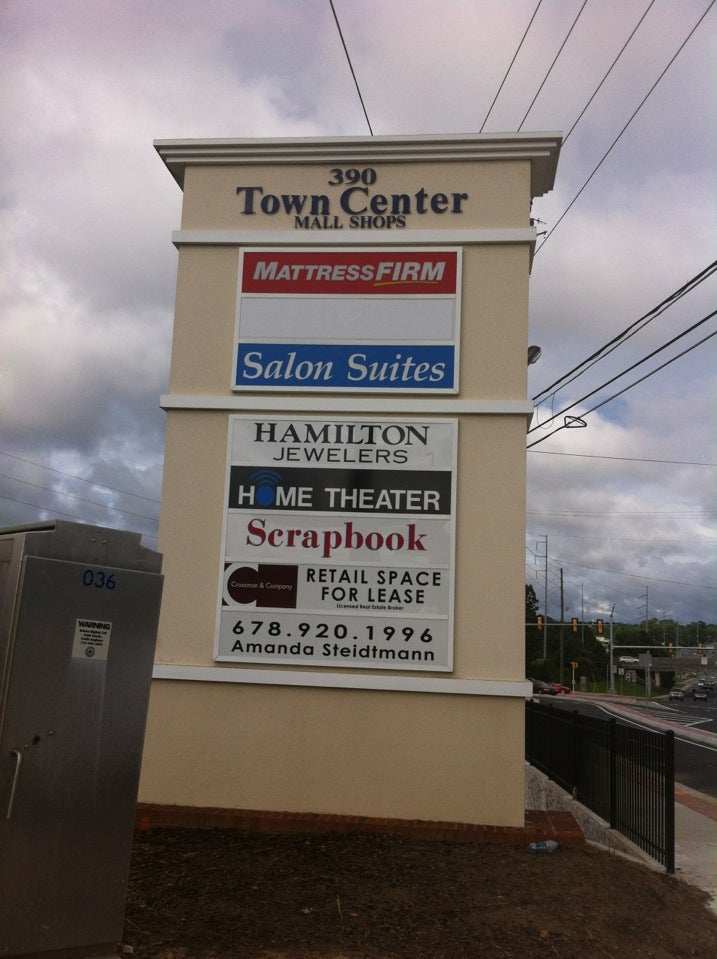 390
Town Center
MALL SHOPS
MATTRESSFIRM
Salon Suites
HAMILTON
JEWELERS
HOME THEATER
Scrapbook
Crossman & Company
RETAIL SPACE
FOR LEASE
Licensed Real Estate Broker
678.920.1996
Amanda Steidtmann
036
WARNING